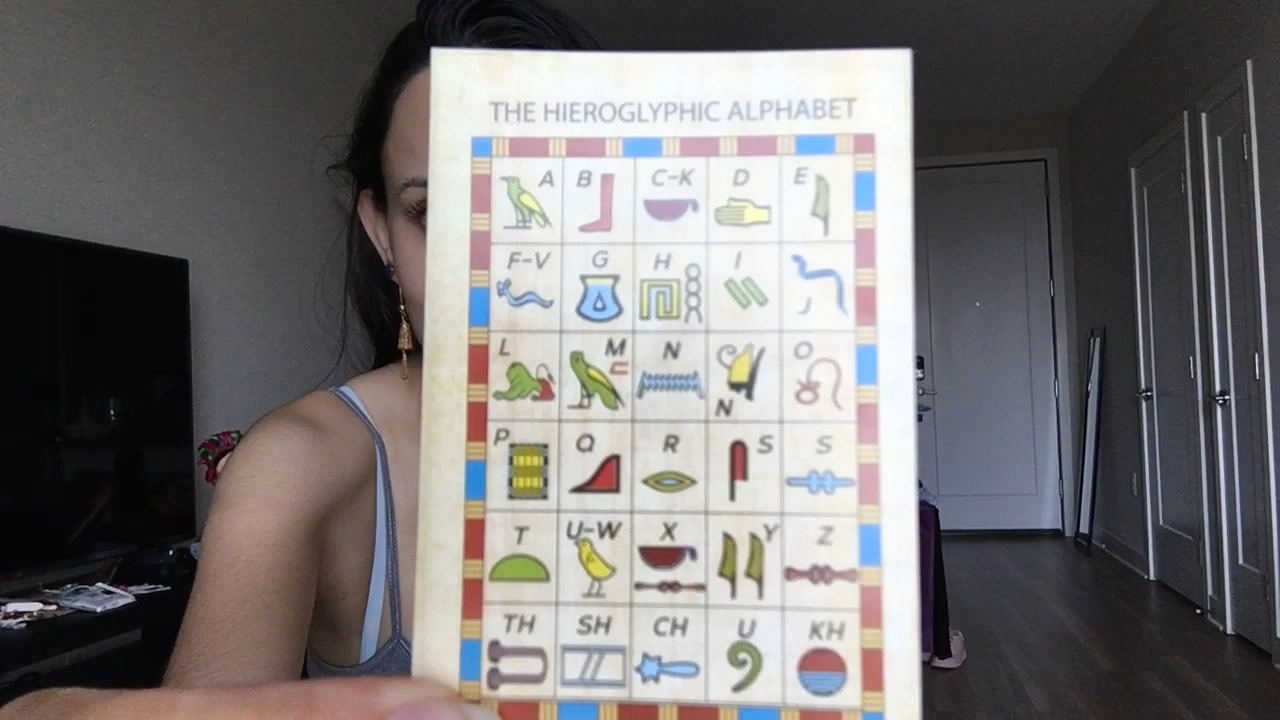 THE HIEROGLYPHIC ALPHABET
A B C-K D E
F-V G H I J
L M N N O
P Q R S S
T U-W X Y Z
TH SH CH U KH